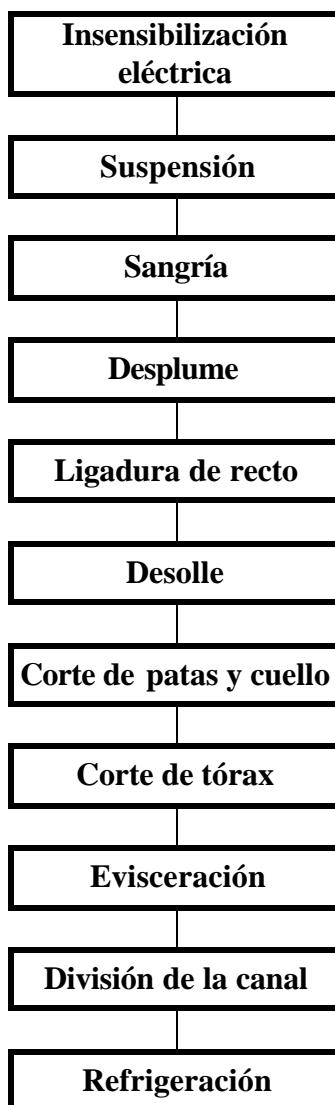 Insensibilización
eléctrica
Suspensión
Sangría
Desplume
Ligadura de recto
Desolle
Corte de patas y cuello
Corte de tórax
Evisceración
División de la canal
Refrigeración